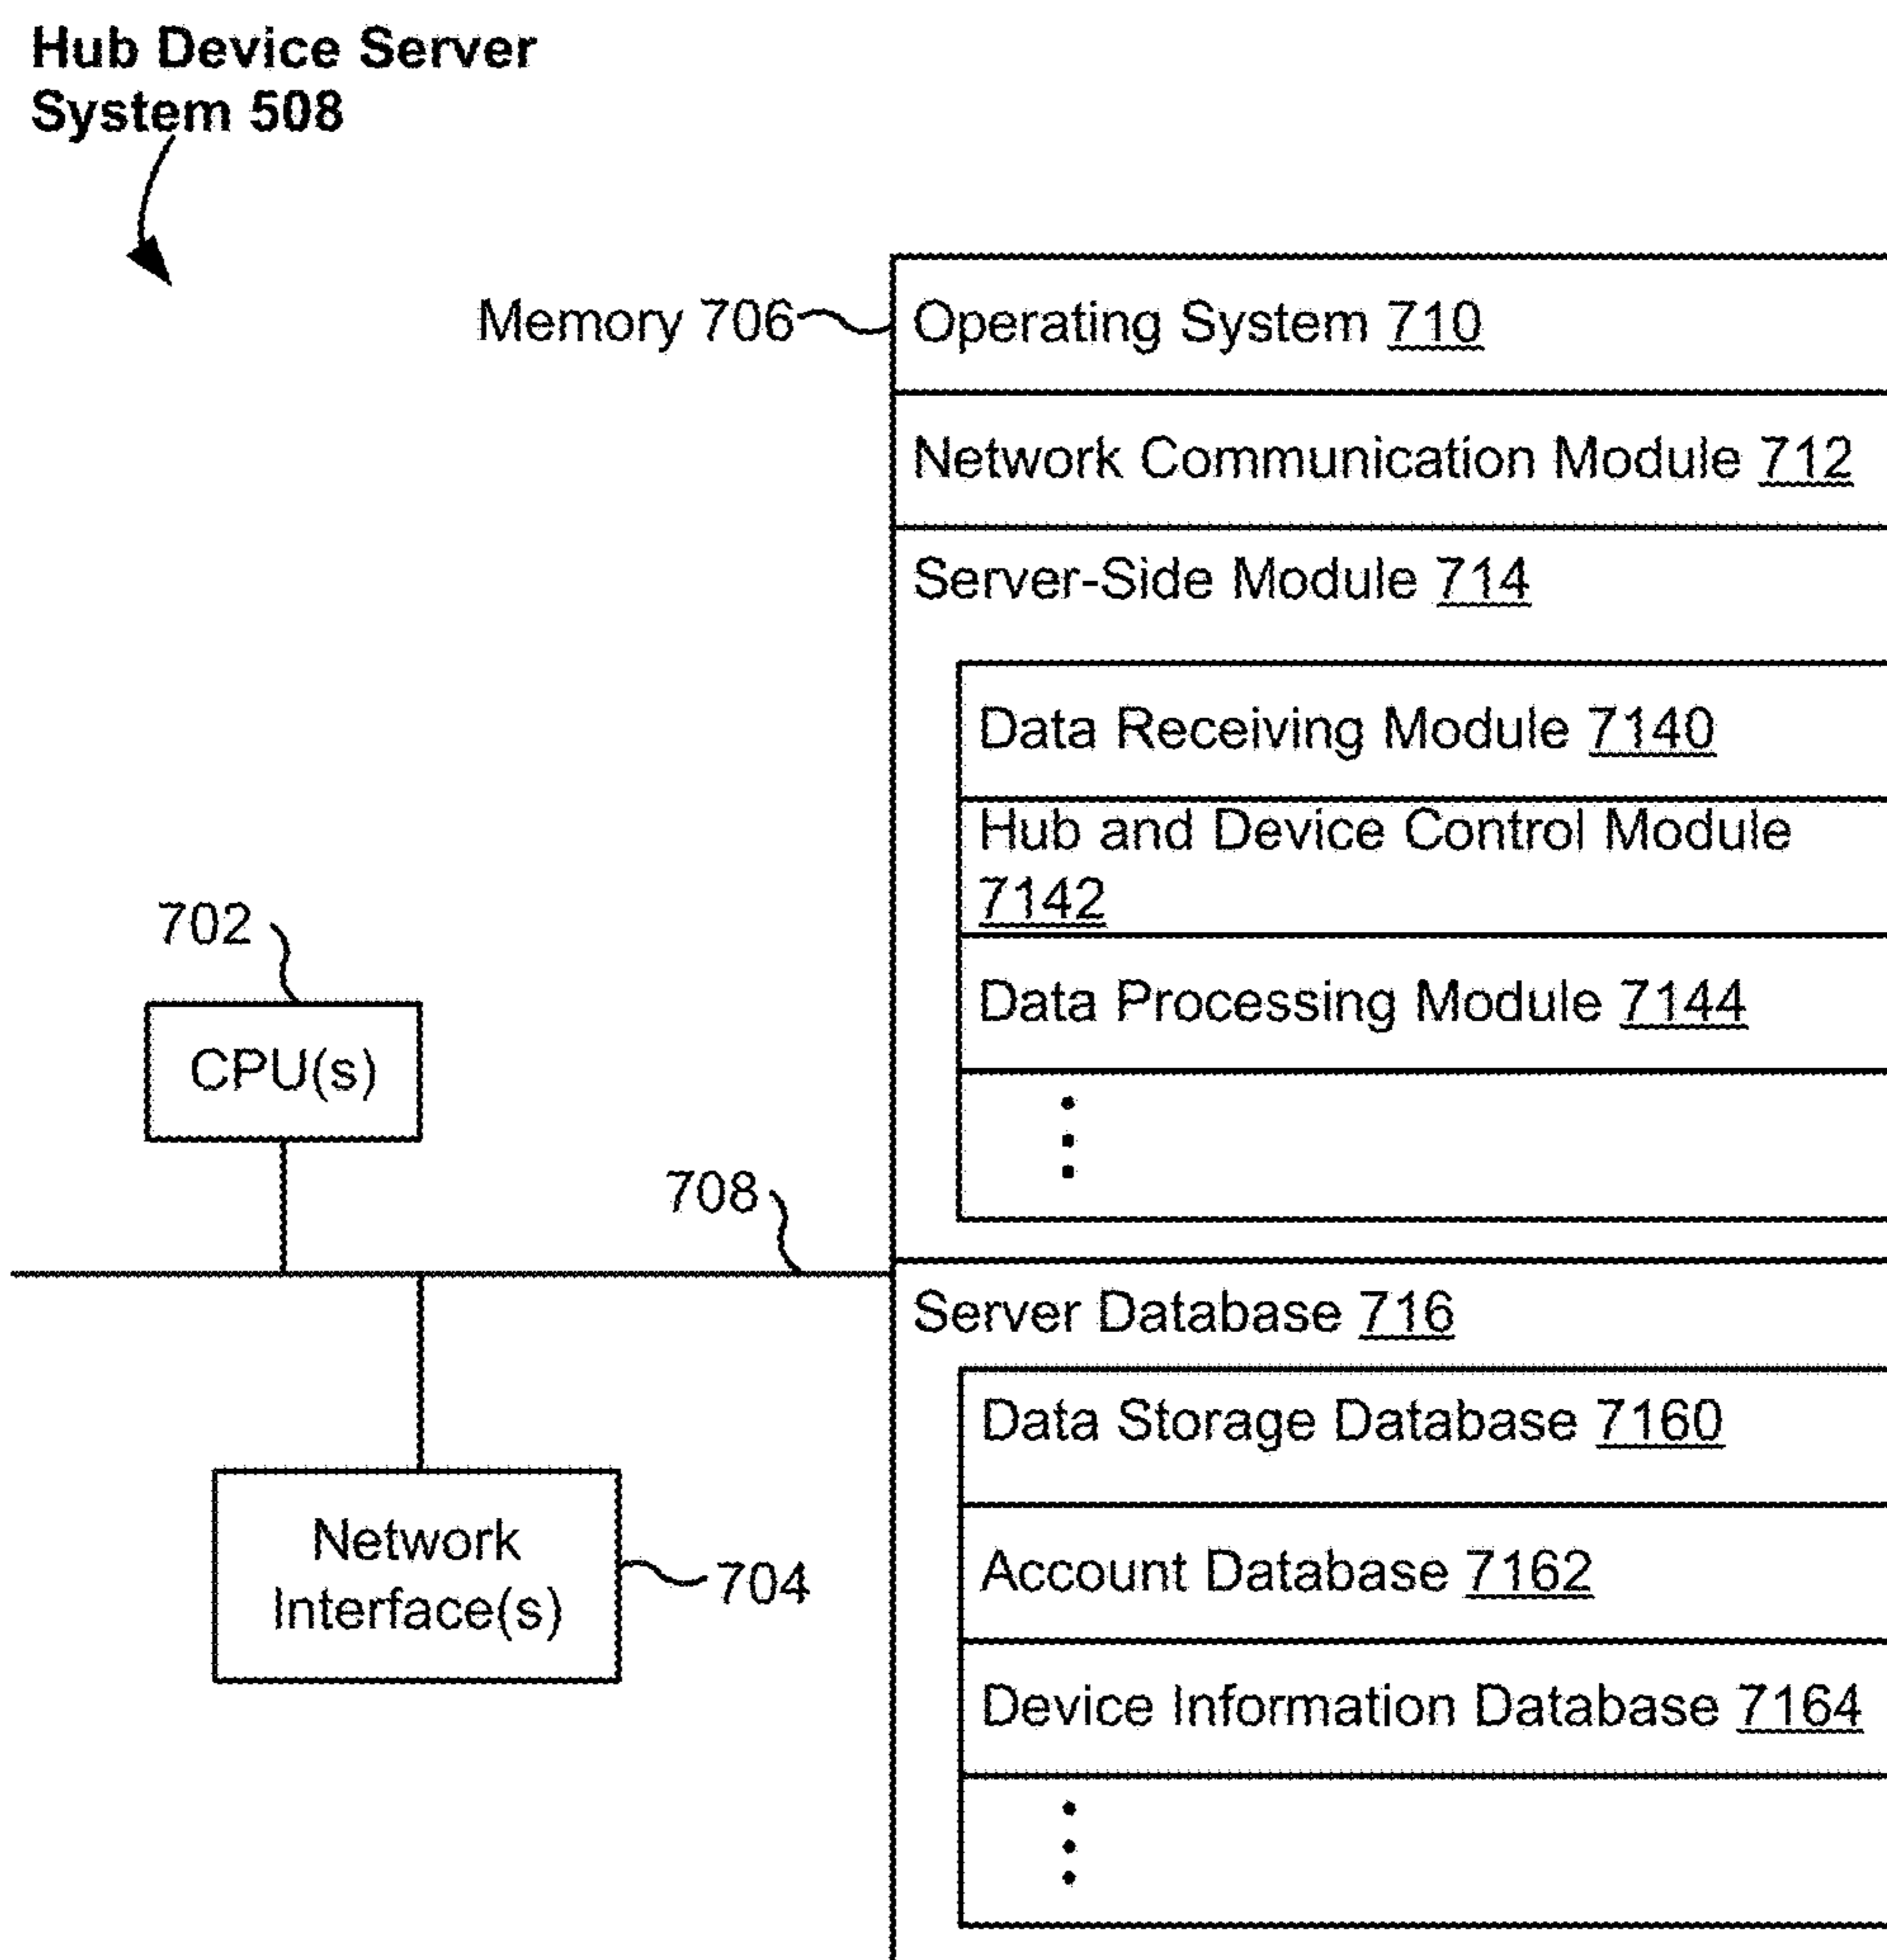 Hub Device Server
System 508
Memory 706
Operating System 710
Network Communication Module 712
Server-Side Module 714
Data Receiving Module 7140
Hub and Device Control Module
7142
Data Processing Module 7144
702
CPU(s)
708
Server Database 716
Data Storage Database 7160
Network
Interface(s)
704
Account Database 7162
Device Information Database 7164